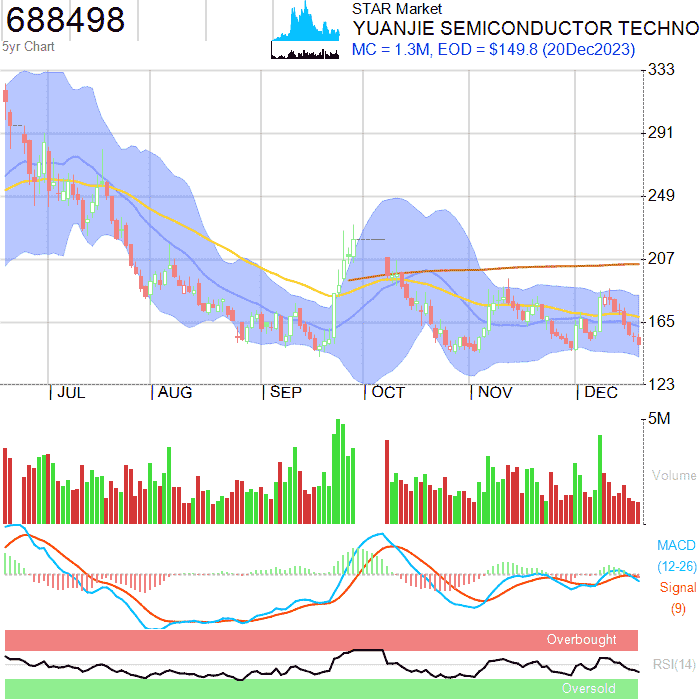 688498
5yr Chart
STAR Market
YUANJIE SEMICONDUCTOR TECHNO
MC = 1.3M, EOD = $149.8 (20Dec2023)
333
291
249
207
165
123
JUL AUG SEP OCT NOV DEC
5M
Volume
MACD
(12-26)
Signal
(9)
Overbought
RSI(14)
Oversold